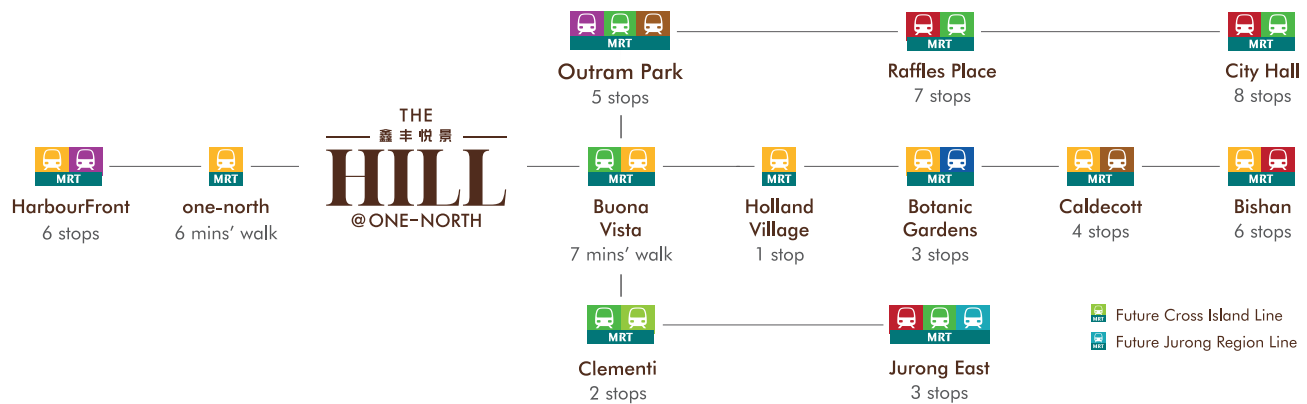 MRT
Outram Park
5 stops
MRT
Raffles Place
7 stops
MRT
City Hall
8 stops
MRT
HarbourFront
6 stops
MRT
one-north
6 mins' walk
THE
鑫丰悦景
HILL
@ONE-NORTH
MRT
Buona
Vista
7 mins' walk
MRT
Holland
Village
1 stop
MRT
Botanic
Gardens
3 stops
MRT
Caldecott
4 stops
MRT
Bishan
6 stops
MRT
Clementi
2 stops
MRT
Jurong East
3 stops
MRT
Future Cross Island Line
MRT
Future Jurong Region Line